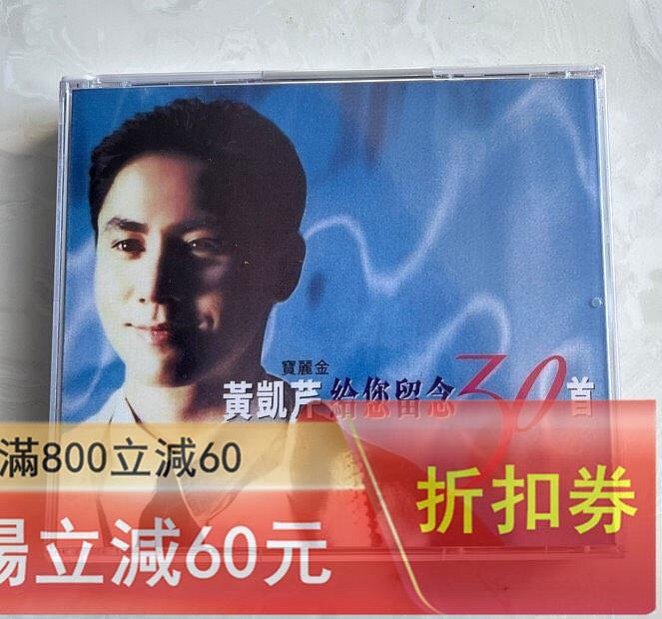 寶麗金
黃凱芹 給您留念30首
滿800立減60
立減60元
折扣券